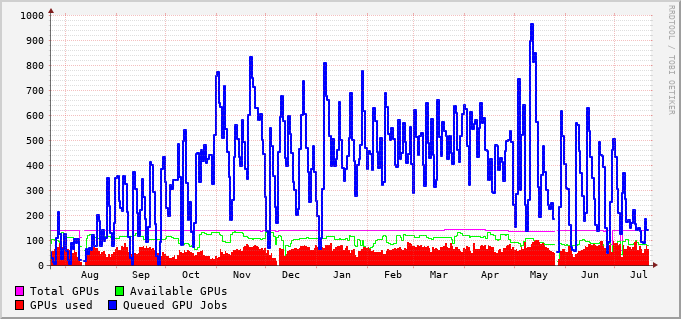 1000
900
800
700
600
500
400
300
200
100
0
Aug Sep Oct Nov Dec Jan Feb Mar Apr May Jun Jul
Total GPUs Available GPUs
GPUs used Queued GPU Jobs
RRDTOOL / TOBI OETIKER